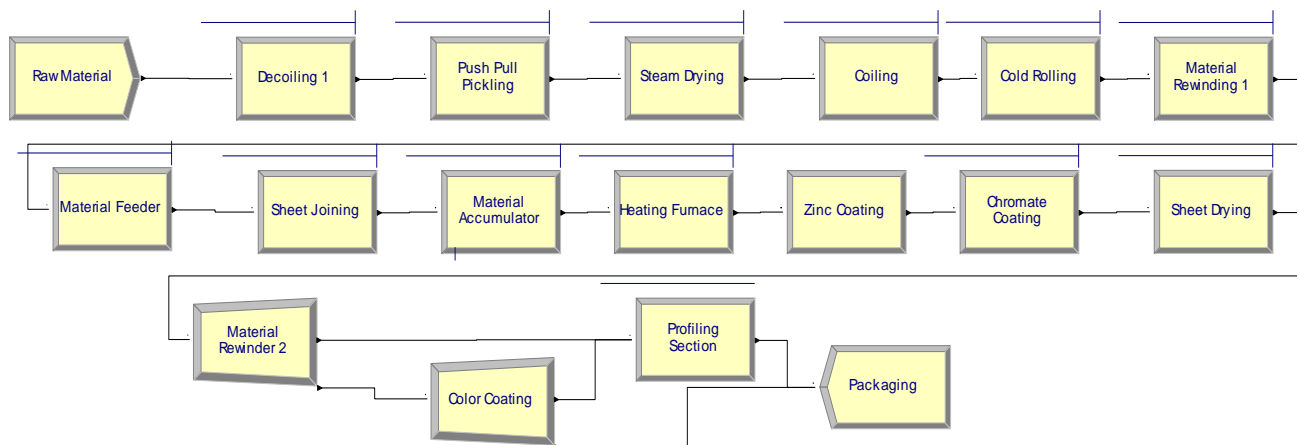 Raw Material
Decoiling 1
Push Pull
Pickling
Steam Drying
Coiling
Cold Rolling
Material
Rewinding 1
Material Feeder
Sheet Joining
Material
Accumulator
Heating Furnace
Zinc Coating
Chromate
Coating
Sheet Drying
Material
Rewinder 2
Color Coating
Profiling
Section
Packaging